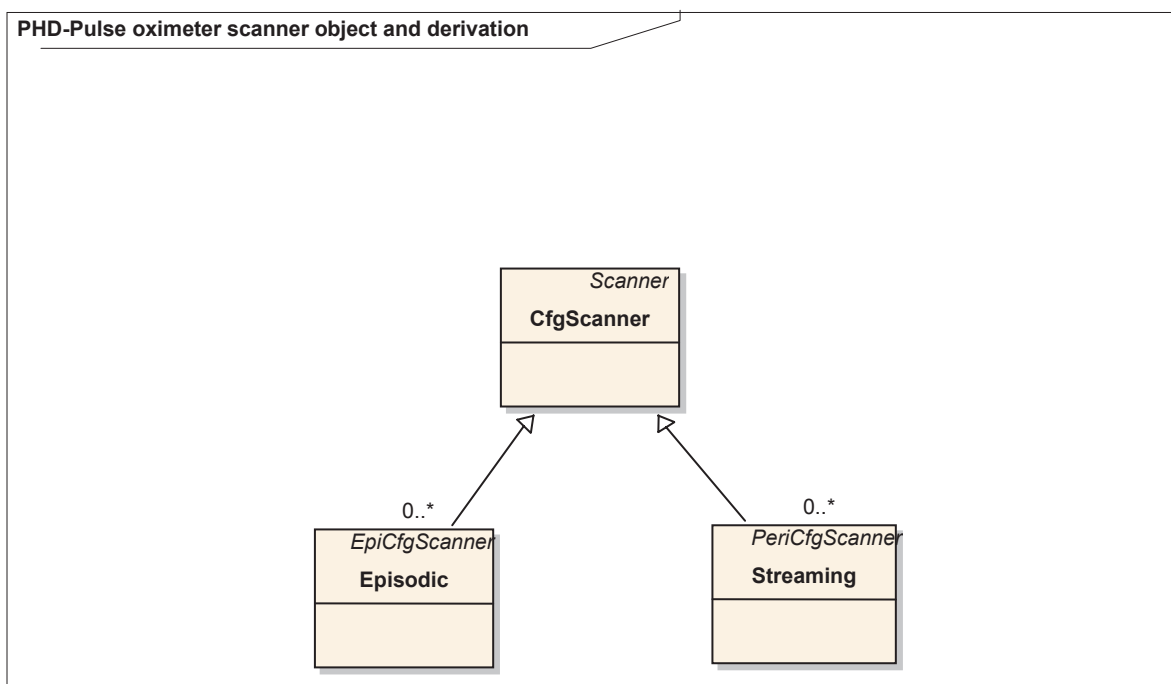 PHD-Pulse oximeter scanner object and derivation
Scanner
CfgScanner
0..*
EpiCfgScanner
Episodic
0..*
PeriCfgScanner
Streaming